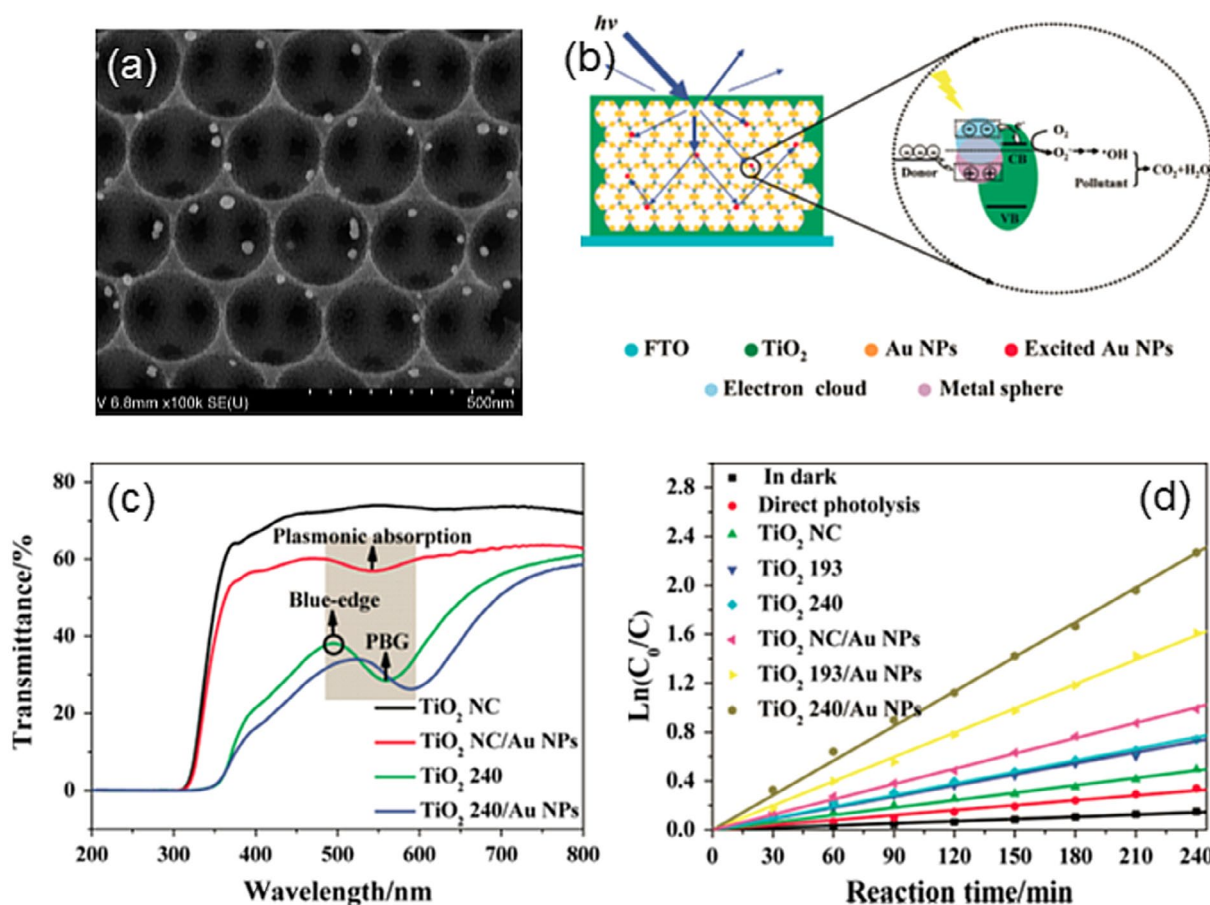 (a)
V 6.8mm x100k SE(U)
500nm
(b)
hν
Donor
CB
VB
O₂
O₂⁻
•OH
Pollutant
CO₂+H₂O
FTO
TiO₂
Au NPs
Excited Au NPs
Electron cloud
Metal sphere
(c)
Transmittance/%
80
60
40
20
0
Plasmonic absorption
Blue-edge
PBG
TiO₂ NC
TiO₂ NC/Au NPs
TiO₂ 240
TiO₂ 240/Au NPs
200 300 400 500 600 700 800
Wavelength/nm
(d)
Ln(C₀/C)
2.8
2.4
2.0
1.6
1.2
0.8
0.4
0.0
In dark
Direct photolysis
TiO₂ NC
TiO₂ 193
TiO₂ 240
TiO₂ NC/Au NPs
TiO₂ 193/Au NPs
TiO₂ 240/Au NPs
0 30 60 90 120 150 180 210 240
Reaction time/min